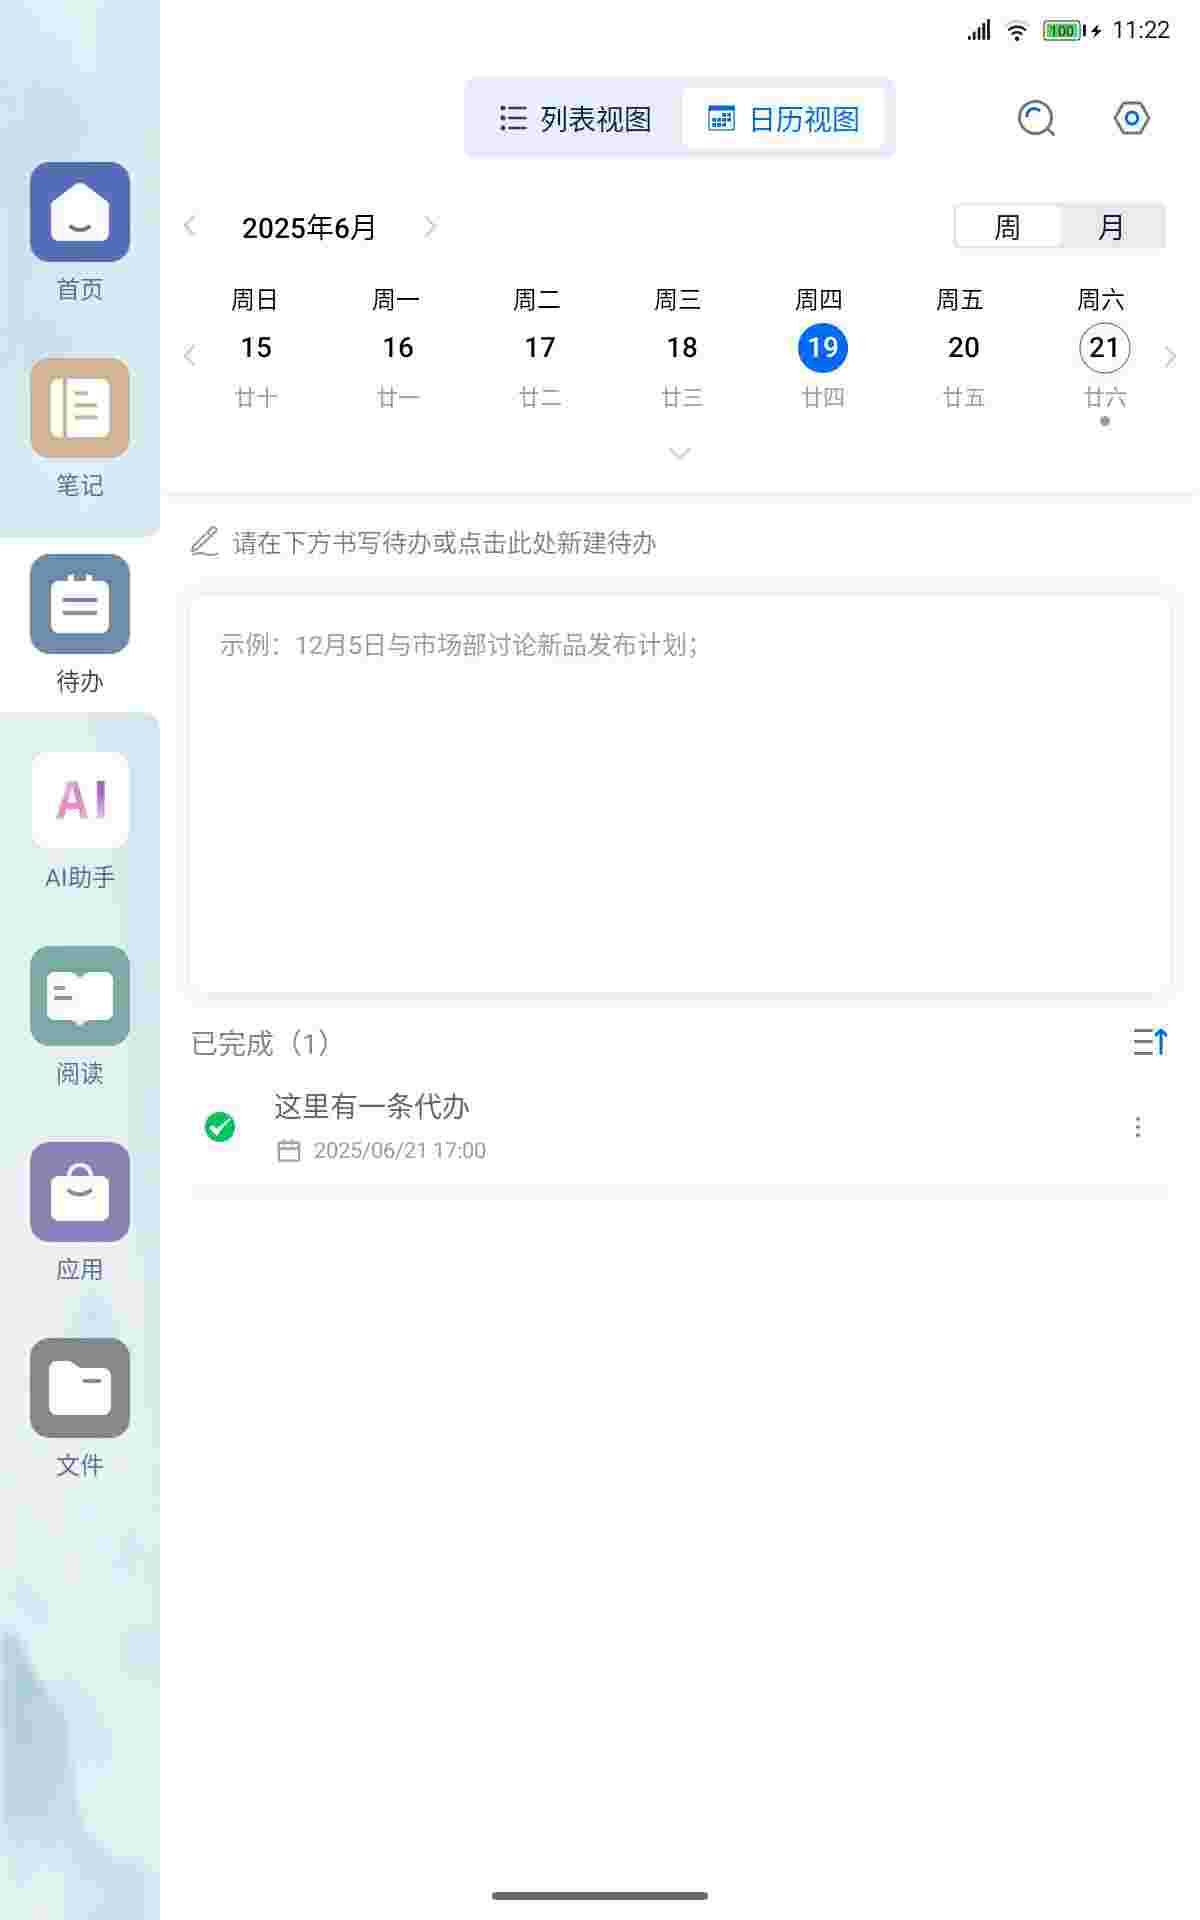 100 11:22
列表视图 日历视图
2025年6月 周 月
周日 周一 周二 周三 周四 周五 周六
15 16 17 18 19 20 21
廿十 廿一 廿二 廿三 廿四 廿五 廿六
请在下方书写待办或点击此处新建待办
示例：12月5日与市场部讨论新品发布计划；
已完成（1）
这里有一条代办
2025/06/21 17:00
首页
笔记
待办
AI
AI助手
阅读
应用
文件